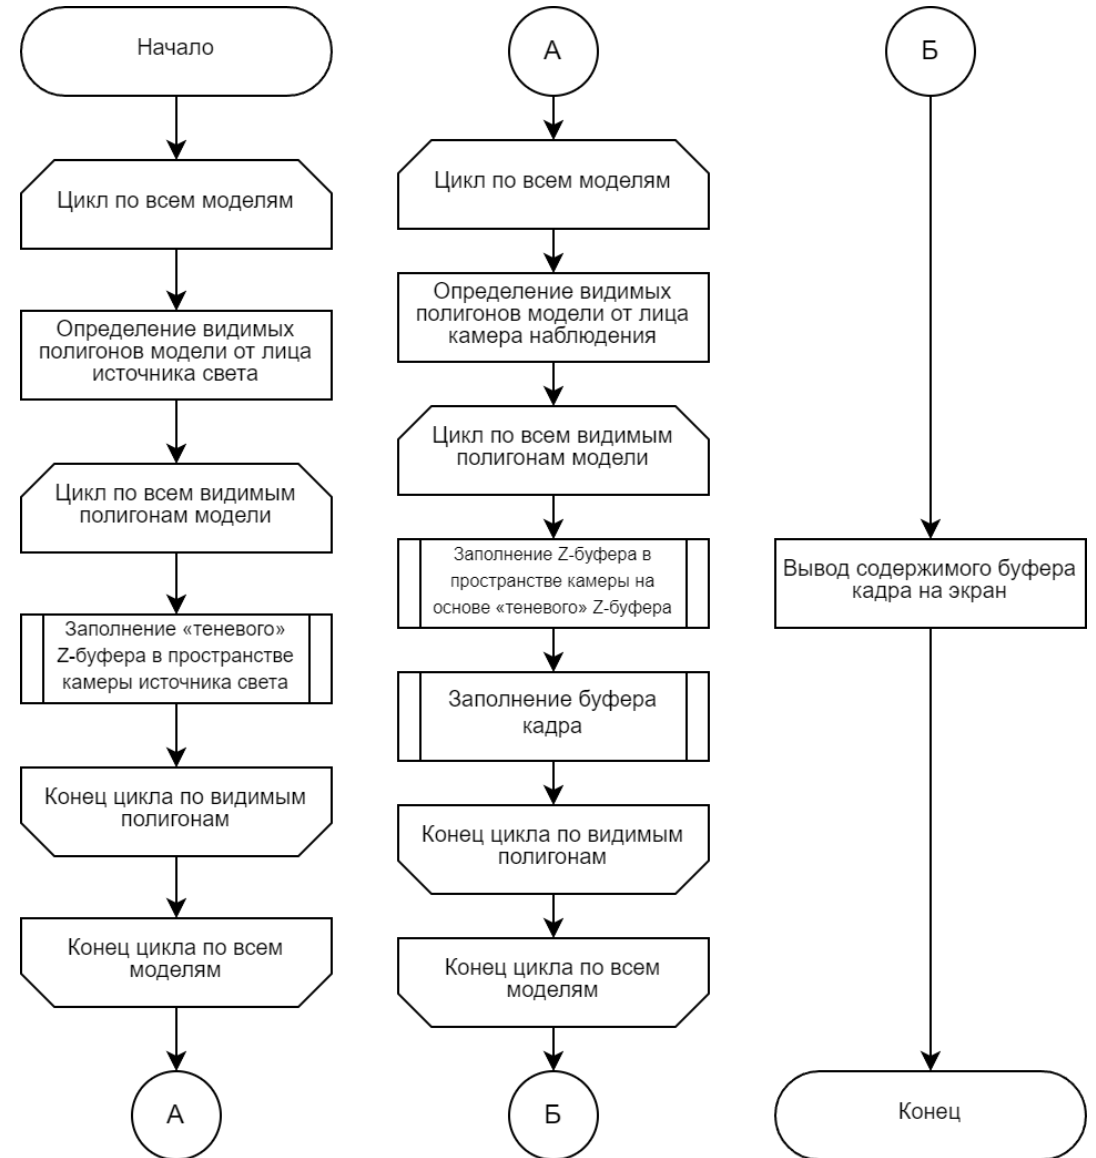 Начало
Цикл по всем моделям
Определение видимых
полигонов модели от лица
источника света
Цикл по всем видимым
полигонам модели
Заполнение «теневого»
Z-буфера в пространстве
камеры источника света
Конец цикла по видимым
полигонам
Конец цикла по всем
моделям
А
А
Цикл по всем моделям
Определение видимых
полигонов модели от лица
камера наблюдения
Цикл по всем видимым
полигонам модели
Заполнение Z-буфера в
пространстве камеры на
основе «теневого» Z-буфера
Заполнение буфера
кадра
Конец цикла по видимым
полигонам
Конец цикла по всем
моделям
Б
Б
Вывод содержимого буфера
кадра на экран
Конец